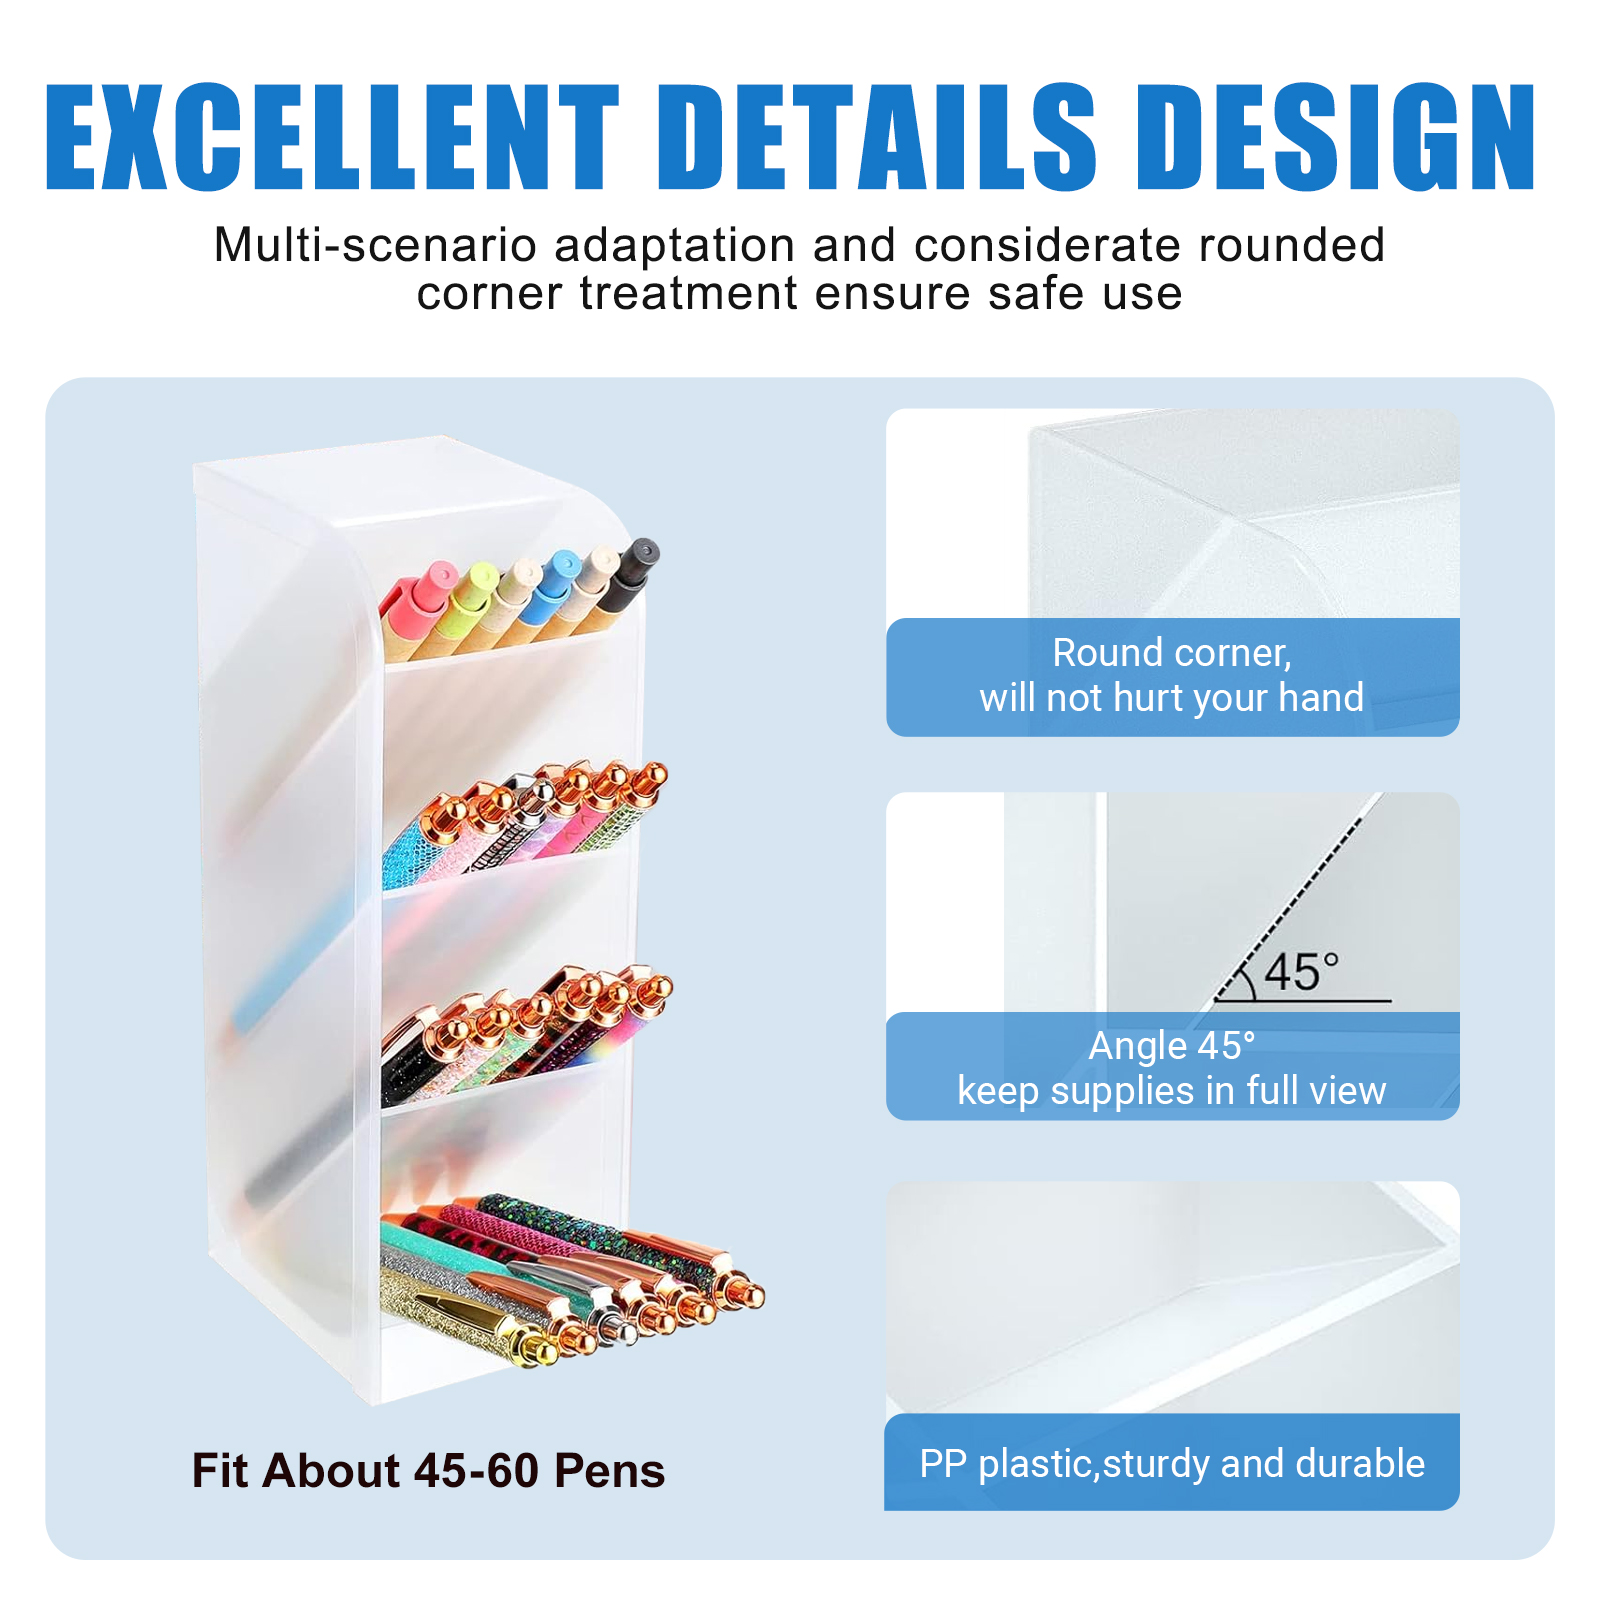 EXCELLENT DETAILS DESIGN
Multi-scenario adaptation and considerate rounded
corner treatment ensure safe use
Round corner,
will not hurt your hand
45°
Angle 45°
keep supplies in full view
PP plastic,sturdy and durable
Fit About 45-60 Pens